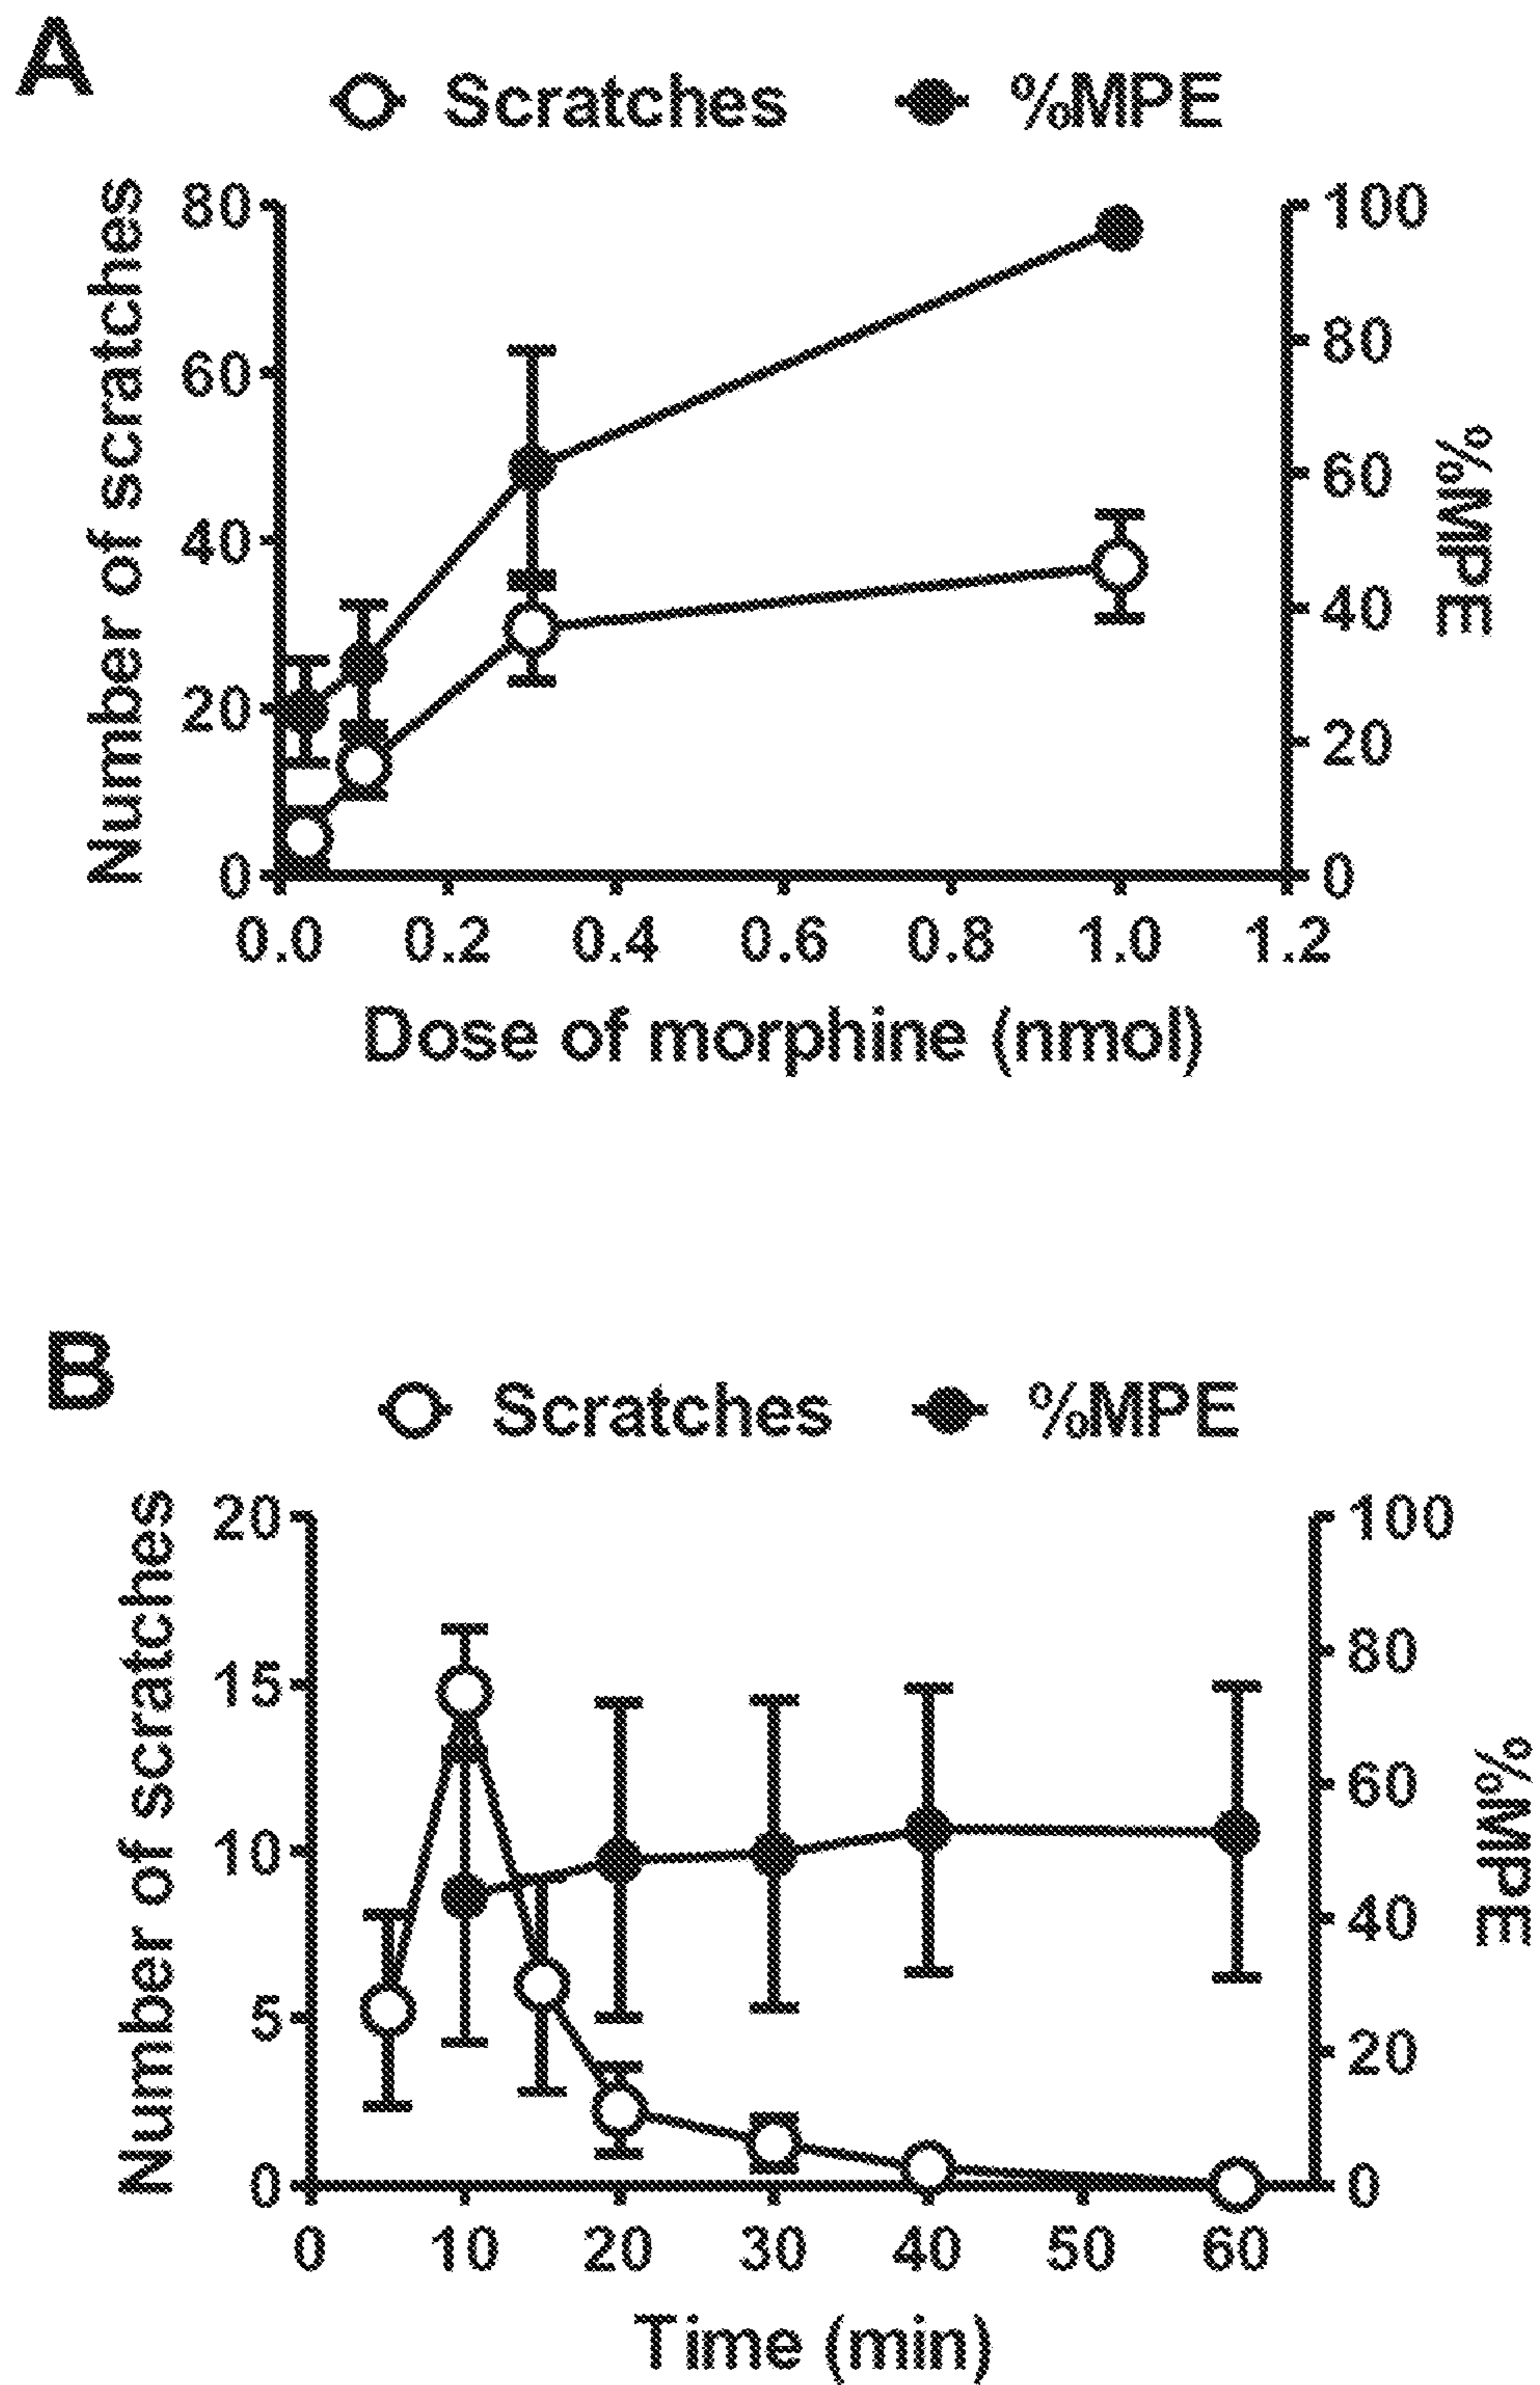 A
Scratches %MPE
Number of scratches
80
60
40
20
0
100
80
60
40
20
0
%MPE
0.0 0.2 0.4 0.6 0.8 1.0 1.2
Dose of morphine (nmol)
B
Scratches %MPE
Number of scratches
20
15
10
5
0
100
80
60
40
20
0
%MPE
0 10 20 30 40 50 60
Time (min)